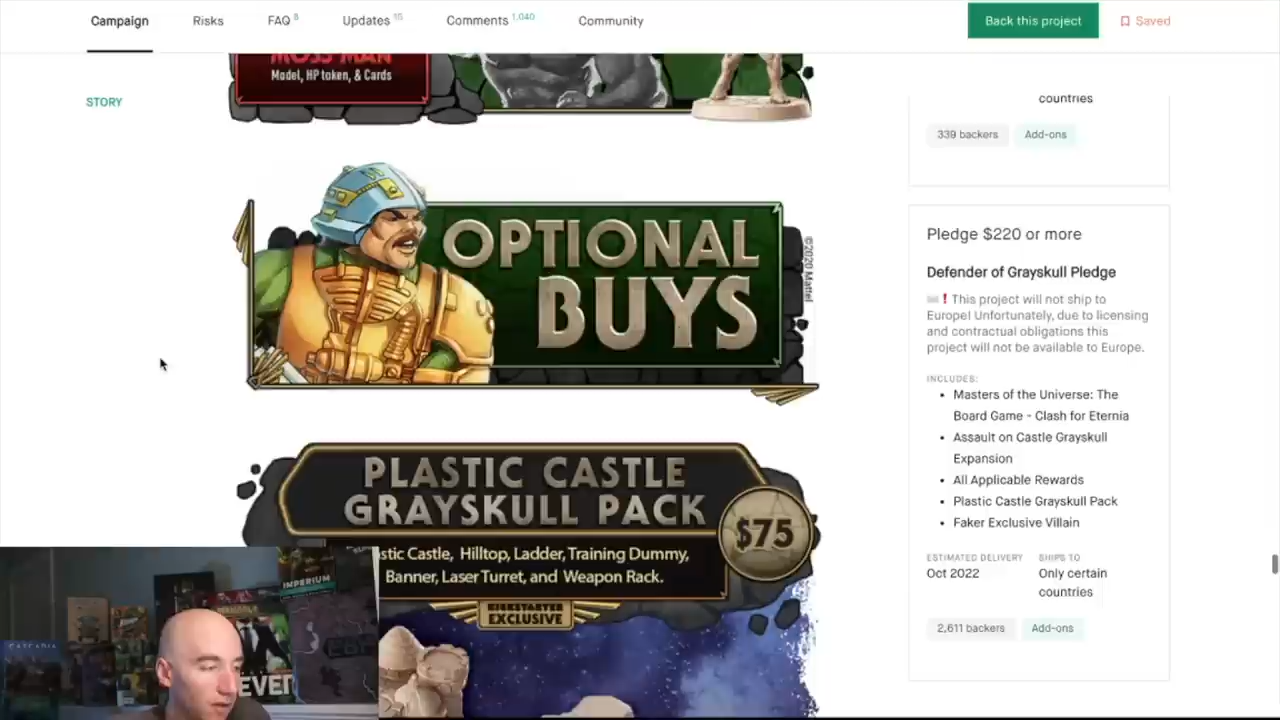 Campaign
Risks
FAQ 8
Updates 15
Comments 1,040
Community
Back this project
Saved
STORY
MOSS MAN
Model, HP token, & Cards
OPTIONAL
BUYS
©2020 Mattel
PLASTIC CASTLE
GRAYSKULL PACK
$75
stic Castle, Hilltop, Ladder, Training Dummy,
Banner, Laser Turret, and Weapon Rack.
KICKSTARTER
EXCLUSIVE
countries
339 backers
Add-ons
Pledge $220 or more
Defender of Grayskull Pledge
! This project will not ship to
Europe! Unfortunately, due to licensing
and contractual obligations this
project will not be available to Europe.
INCLUDES:
• Masters of the Universe: The
Board Game - Clash for Eternia
• Assault on Castle Grayskull
Expansion
• All Applicable Rewards
• Plastic Castle Grayskull Pack
• Faker Exclusive Villain
ESTIMATED DELIVERY
Oct 2022
SHIPS TO
Only certain
countries
2,611 backers
Add-ons
IMPERIUM
CASCADIA